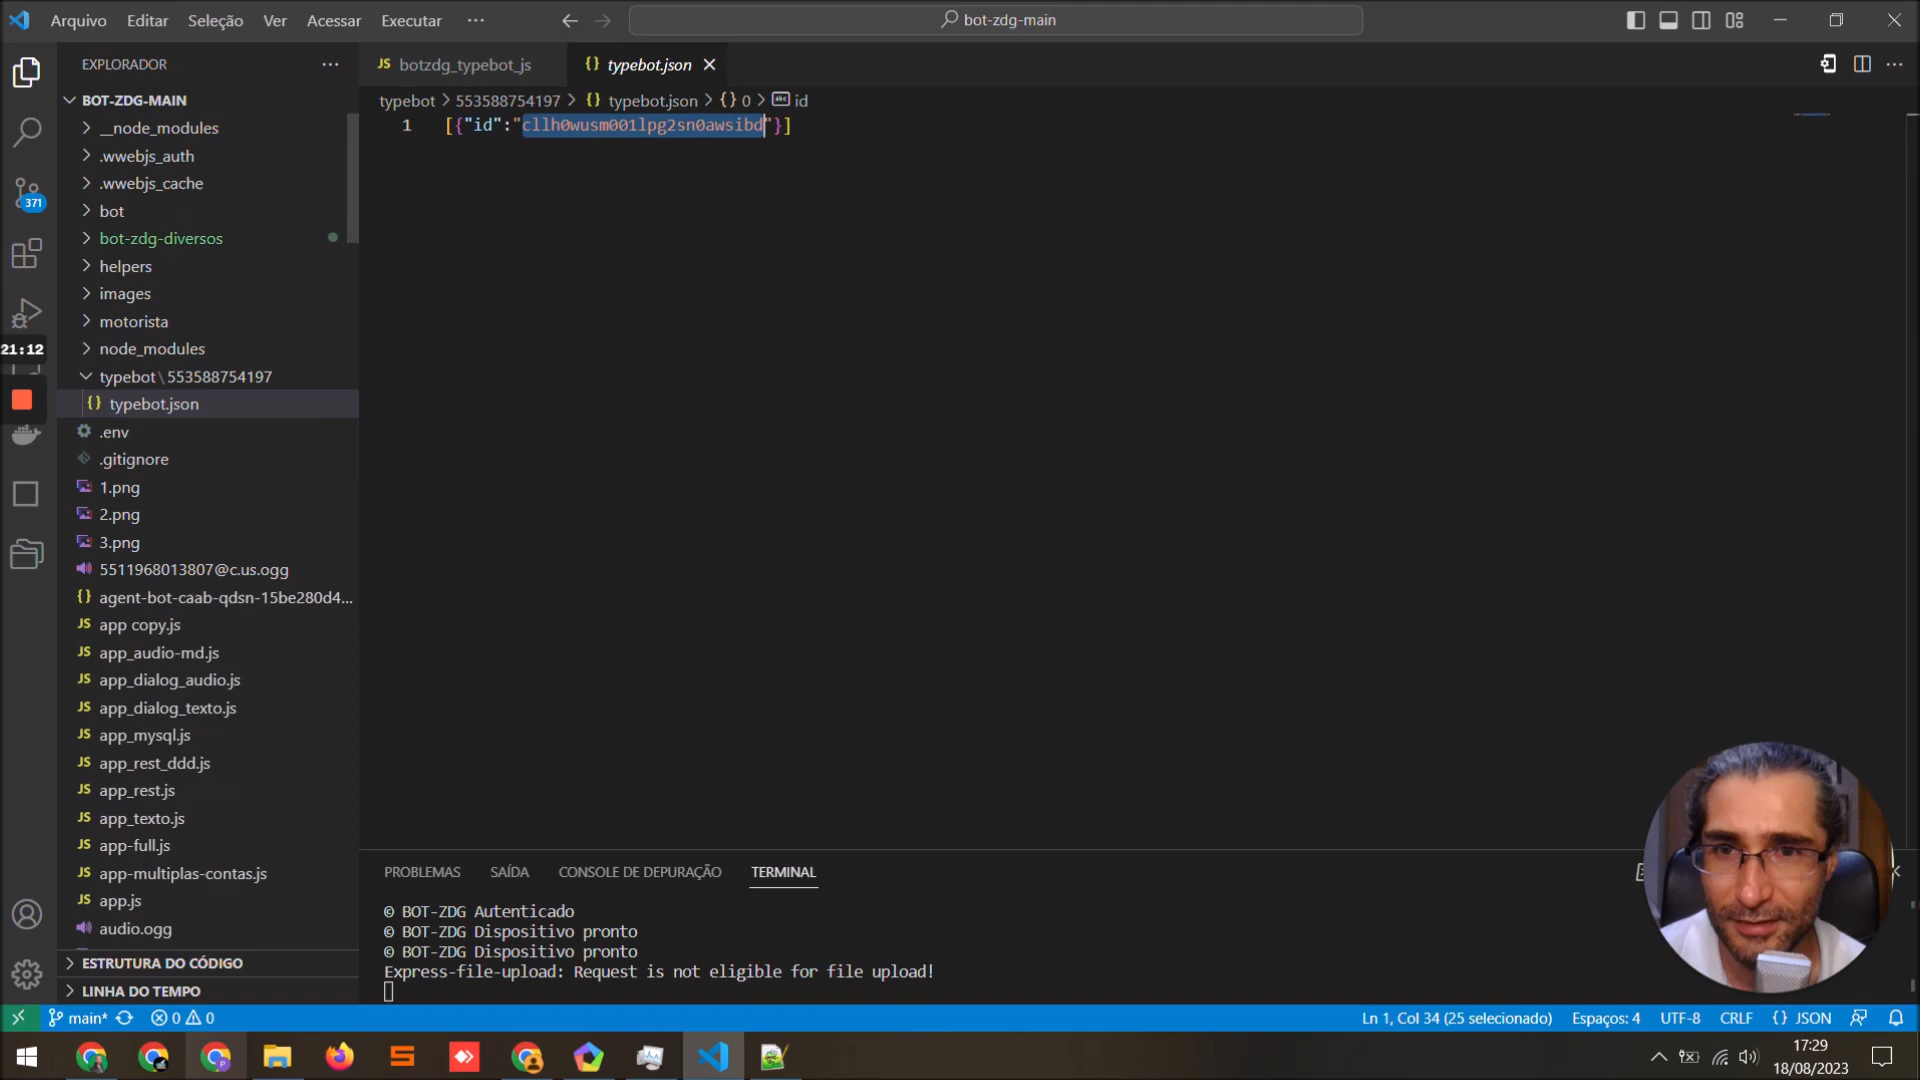 Arquivo Editar Seleção Ver Acessar Executar ··· bot-zdg-main
EXPLORADOR ···
BOT-ZDG-MAIN
__node_modules
.wwebjs_auth
.wwebjs_cache
bot
bot-zdg-diversos
helpers
images
motorista
node_modules
typebot\553588754197
typebot.json
.env
.gitignore
1.png
2.png
3.png
5511968013807@c.us.ogg
agent-bot-caab-qdsn-15be280d4...
app copy.js
app_audio-md.js
app_dialog_audio.js
app_dialog_texto.js
app_mysql.js
app_rest_ddd.js
app_rest.js
app_texto.js
app-full.js
app-multiplas-contas.js
app.js
audio.ogg
ESTRUTURA DO CÓDIGO
LINHA DO TEMPO
371
21:12
JS botzdg_typebot_js {} typebot.json
typebot > 553588754197 > {} typebot.json > {} 0 > abc id
1 [{"id":"cllh0wusm001lpg2sn0awsibd"}]
PROBLEMAS SAÍDA CONSOLE DE DEPURAÇÃO TERMINAL
© BOT-ZDG Autenticado
© BOT-ZDG Dispositivo pronto
© BOT-ZDG Dispositivo pronto
Express-file-upload: Request is not eligible for file upload!
main* 0 0 Ln 1, Col 34 (25 selecionado) Espaços: 4 UTF-8 CRLF {} JSON
17:29
18/08/2023